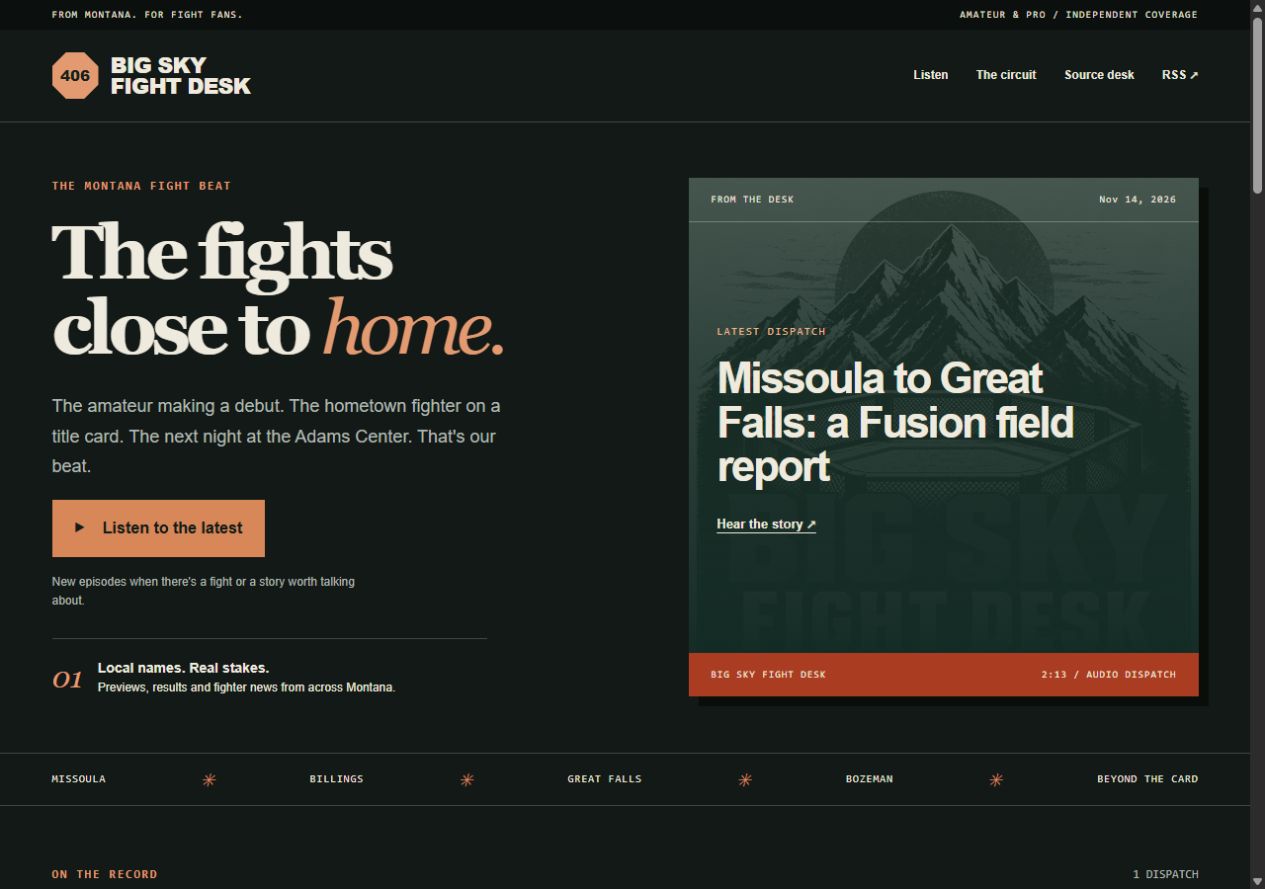 FROM MONTANA. FOR FIGHT FANS.
AMATEUR & PRO / INDEPENDENT COVERAGE
406
BIG SKY
FIGHT DESK
Listen
The circuit
Source desk
RSS ↗
THE MONTANA FIGHT BEAT
The fights
close to home.
The amateur making a debut. The hometown fighter on a
title card. The next night at the Adams Center. That's our
beat.
▶ Listen to the latest
New episodes when there's a fight or a story worth talking
about.
01
Local names. Real stakes.
Previews, results and fighter news from across Montana.
FROM THE DESK
Nov 14, 2026
LATEST DISPATCH
Missoula to Great
Falls: a Fusion field
report
Hear the story ↗
BIG SKY
FIGHT DESK
BIG SKY FIGHT DESK
2:13 / AUDIO DISPATCH
MISSOULA
BILLINGS
GREAT FALLS
BOZEMAN
BEYOND THE CARD
ON THE RECORD
1 DISPATCH